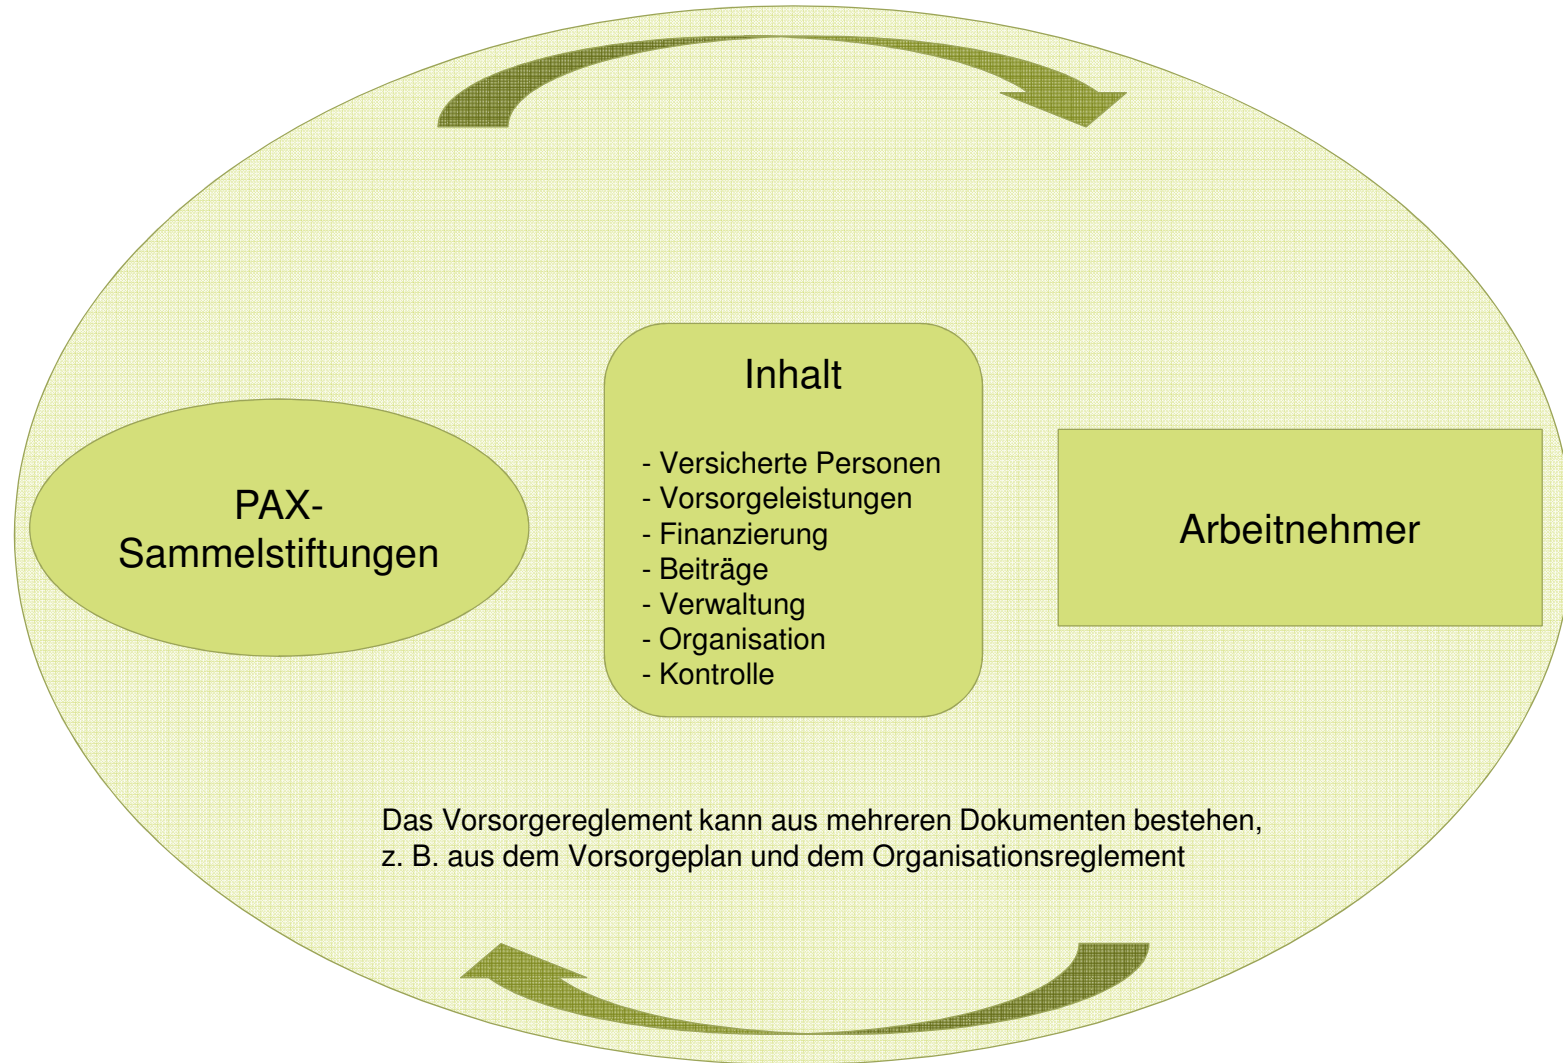 PAX-
Sammelstiftungen
Inhalt
- Versicherte Personen
- Vorsorgeleistungen
- Finanzierung
- Beiträge
- Verwaltung
- Organisation
- Kontrolle
Arbeitnehmer
Das Vorsorgereglement kann aus mehreren Dokumenten bestehen,
z. B. aus dem Vorsorgeplan und dem Organisationsreglement